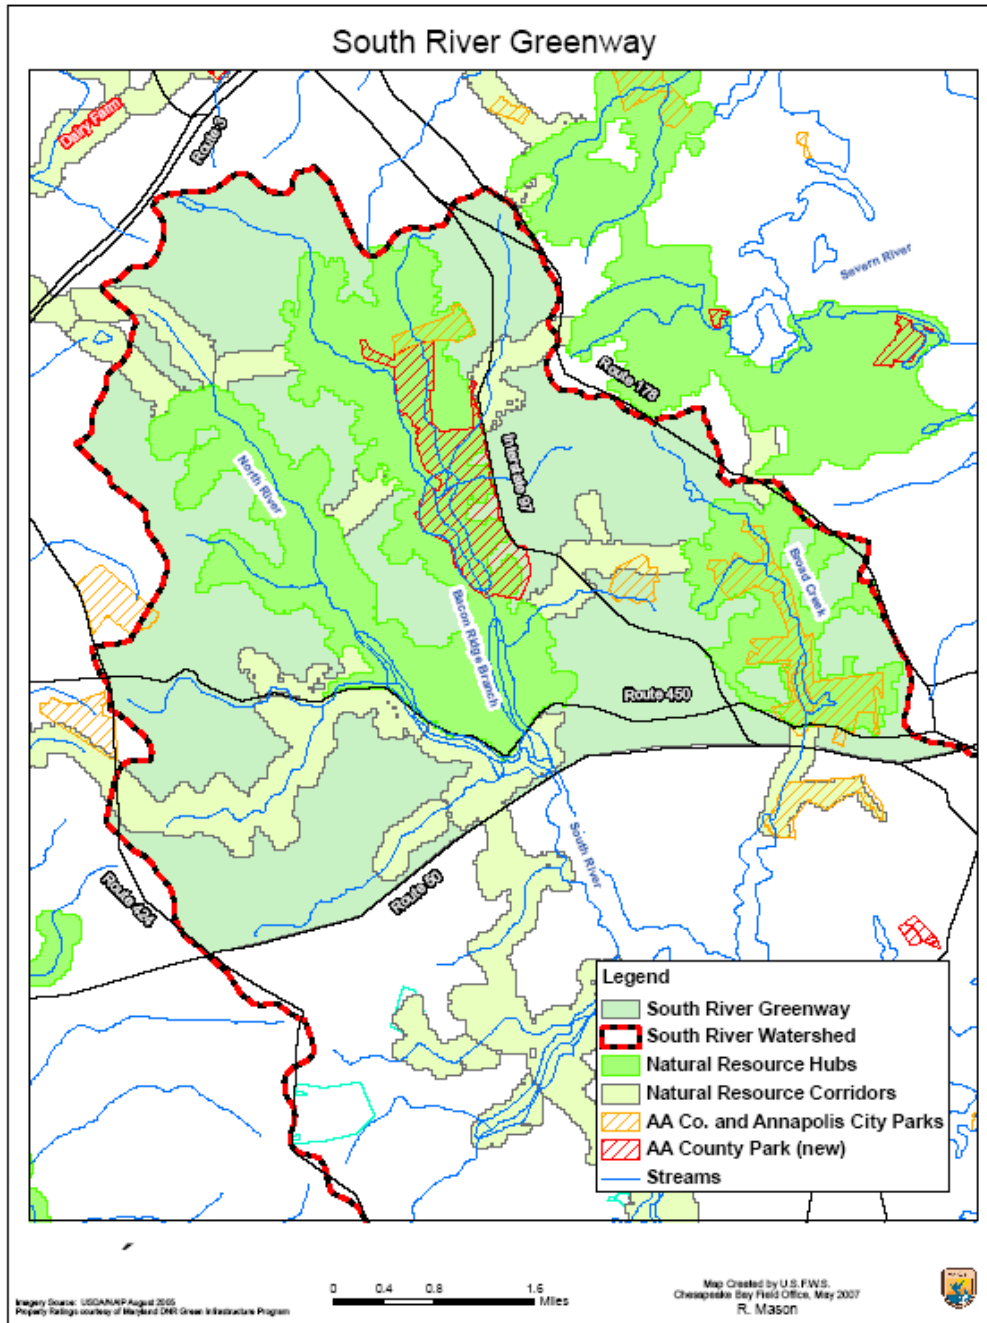 South River Greenway
Dairy Farm
Route 3
Severn River
Route 178
Interstate 97
North River
Broad Creek
Bacon Ridge Branch
Route 450
South River
Route 50
Route 424
Legend
South River Greenway
South River Watershed
Natural Resource Hubs
Natural Resource Corridors
AA Co. and Annapolis City Parks
AA County Park (new)
Streams
0 0.4 0.8 1.6
Miles
Imagery Source: USDA/NAIP August 2005
Property Ratings courtesy of Maryland DNR Green Infrastructure Program
Map Created by U.S.F.W.S.
Chesapeake Bay Field Office, May 2007
R. Mason